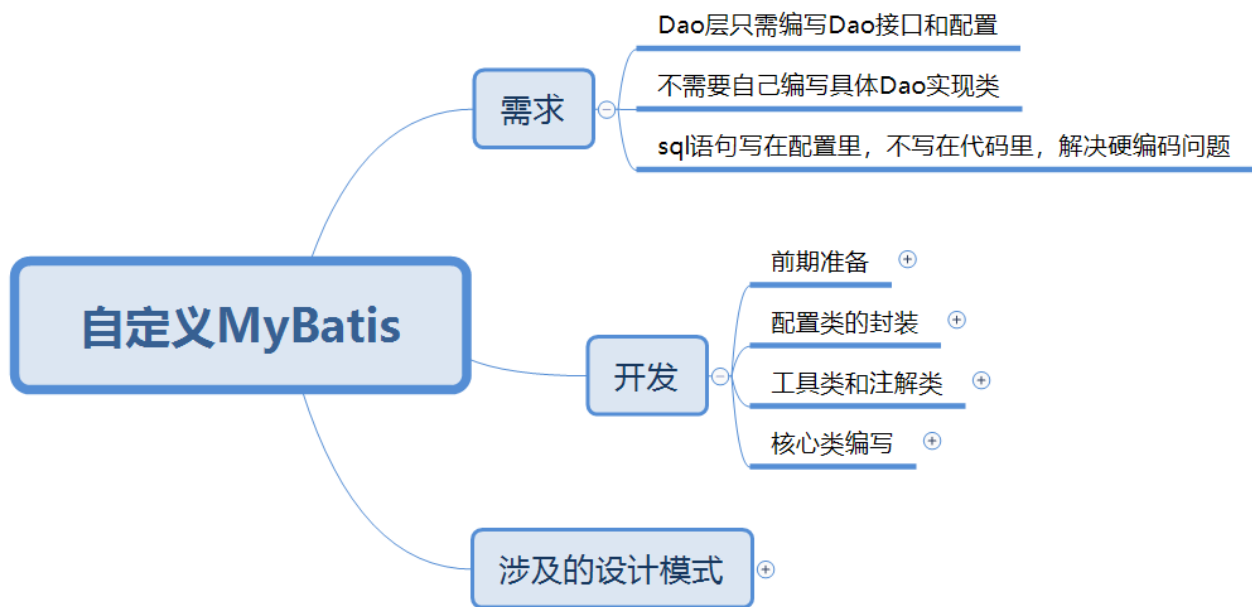 Dao层只需编写Dao接口和配置
不需要自己编写具体Dao实现类
需求
sql语句写在配置里，不写在代码里，解决硬编码问题
前期准备
自定义MyBatis
配置类的封装
开发
工具类和注解类
核心类编写
涉及的设计模式